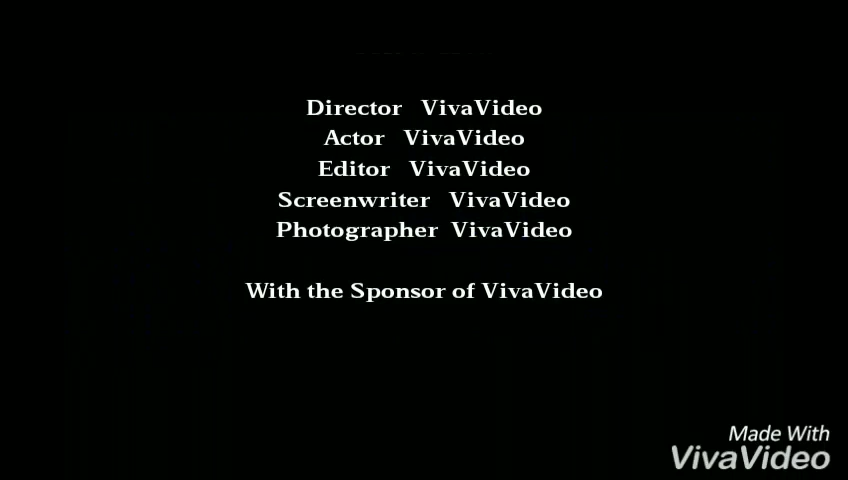 Director VivaVideo
Actor VivaVideo
Editor VivaVideo
Screenwriter VivaVideo
Photographer VivaVideo
With the Sponsor of VivaVideo
Made With
VivaVideo